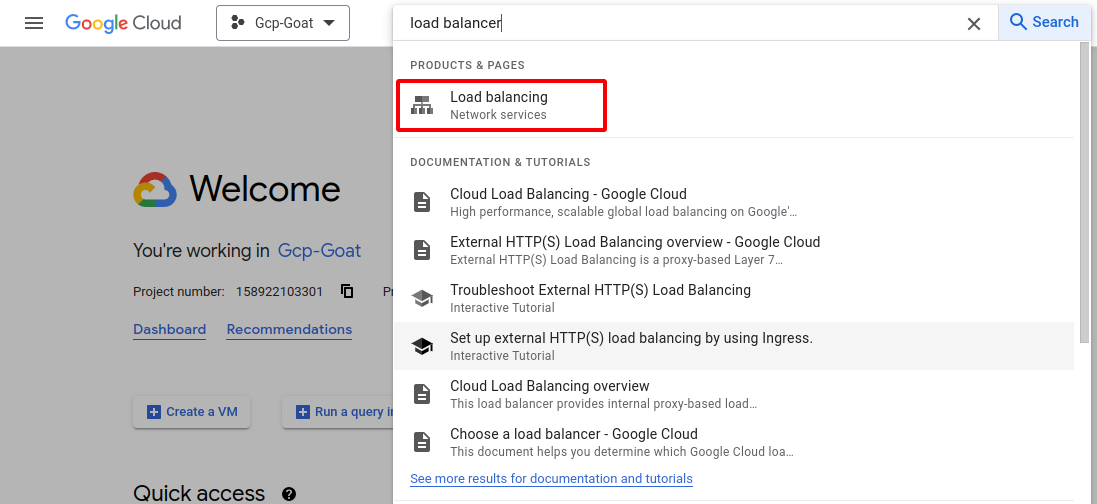 Google Cloud
Gcp-Goat
load balancer
Search
PRODUCTS & PAGES
Load balancing
Network services
DOCUMENTATION & TUTORIALS
Cloud Load Balancing - Google Cloud
High performance, scalable global load balancing on Google'...
External HTTP(S) Load Balancing overview - Google Cloud
External HTTP(S) Load Balancing is a proxy-based Layer 7...
Troubleshoot External HTTP(S) Load Balancing
Interactive Tutorial
Set up external HTTP(S) load balancing by using Ingress.
Interactive Tutorial
Cloud Load Balancing overview
This load balancer provides internal proxy-based load...
Choose a load balancer - Google Cloud
This document helps you determine which Google Cloud loa...
See more results for documentation and tutorials
Welcome
You're working in Gcp-Goat
Project number: 158922103301
Dashboard Recommendations
Create a VM Run a query
Quick access